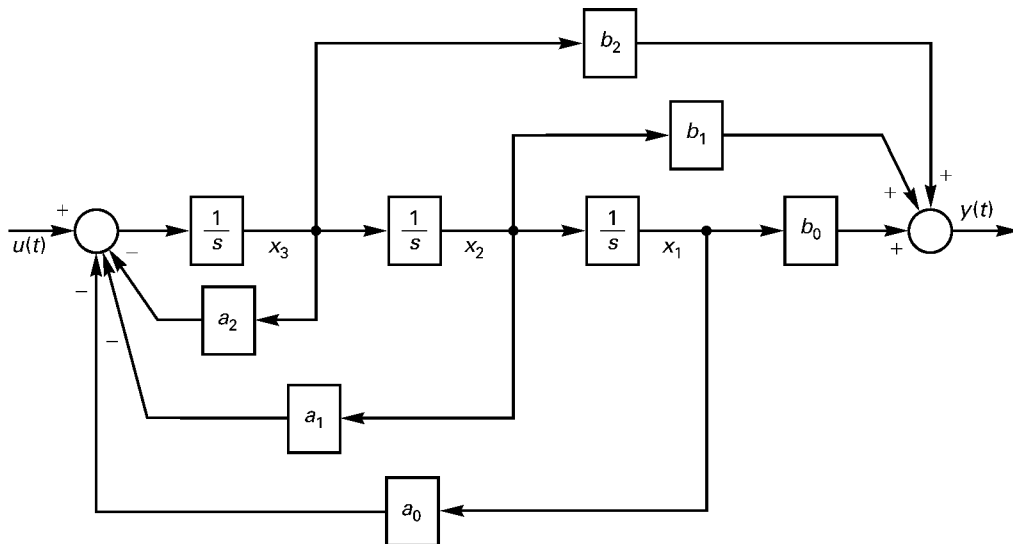 b₂
b₁
+
+
+
y(t)
u(t)
1/s
x₃
1/s
x₂
1/s
x₁
b₀
+
−
−
a₂
−
a₁
a₀